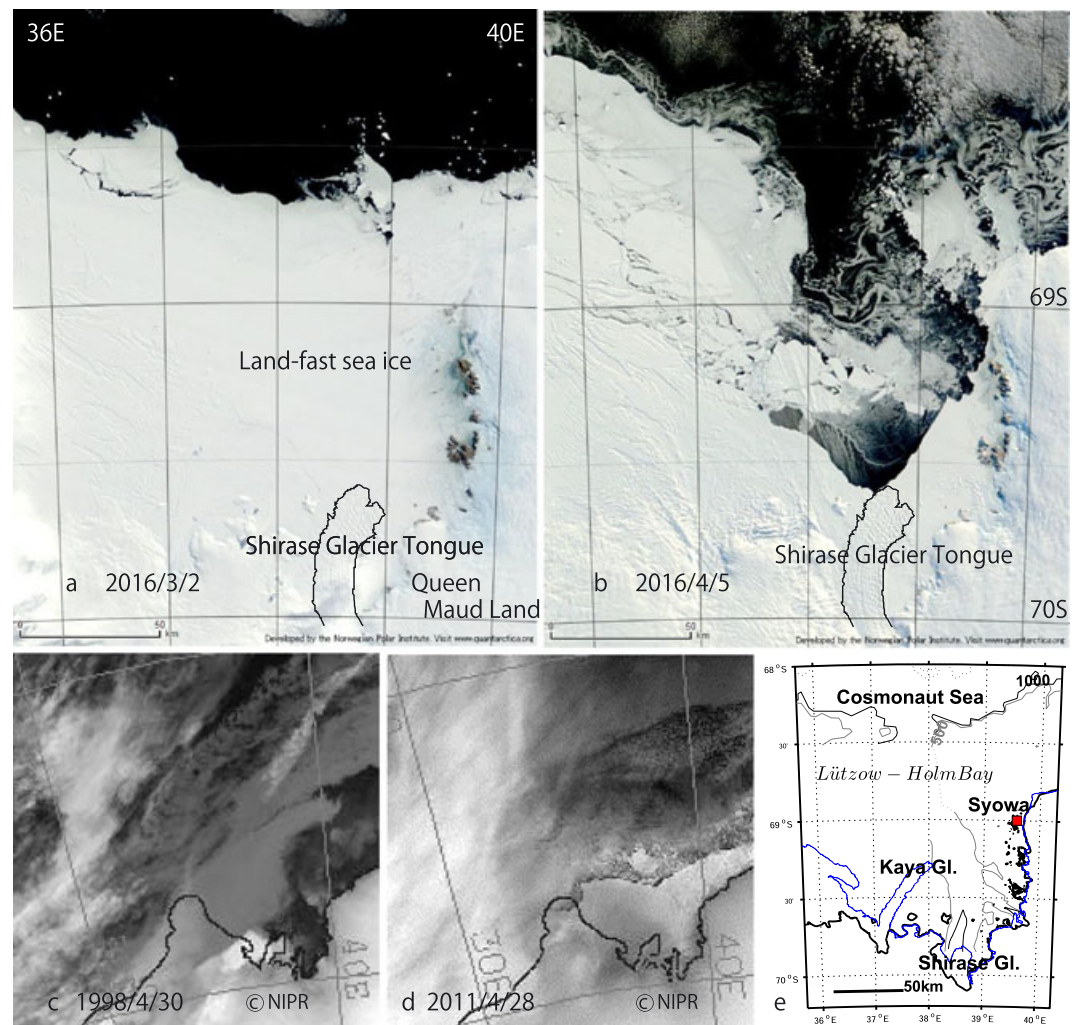 36E
40E
69S
Land-fast sea ice
Shirase Glacier Tongue
Shirase Glacier Tongue
a 2016/3/2
Queen
Maud Land
b 2016/4/5
70S
0 50 km
Developed by the Norwegian Polar Institute. Visit www.quantarctica.org
0 50 km
Developed by the Norwegian Polar Institute. Visit www.quantarctica.org
40E
c 1998/4/30 ©NIPR
30E
40E
d 2011/4/28 ©NIPR
68°S
1000
Cosmonaut Sea
500
30'
Lützow – HolmBay
Syowa
69°S
Kaya Gl.
30'
Shirase Gl.
70°S
50km
e
36°E 37°E 38°E 39°E 40°E